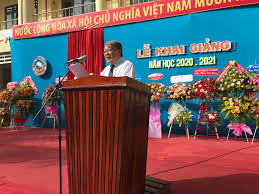 NƯỚC CỘNG HÒA XÃ HỘI CHỦ NGHĨA VIỆT NAM MUÔN
LỄ KHAI GIẢNG
NĂM HỌC 2020 - 2021